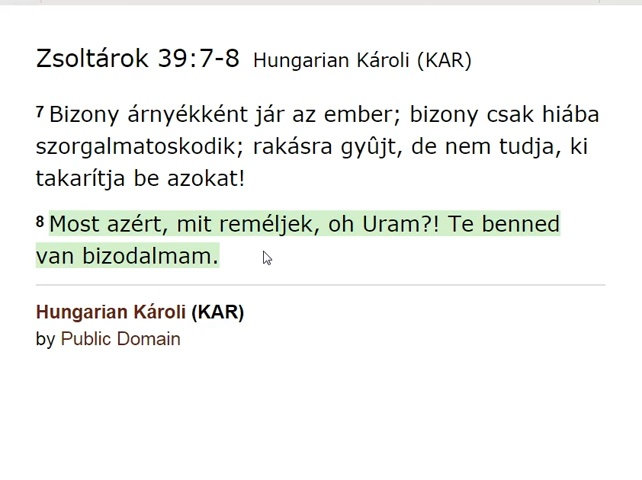 Zsoltárok 39:7-8 Hungarian Károli (KAR)
7 Bizony árnyékként jár az ember; bizony csak hiába
szorgalmatoskodik; rakásra gyûjt, de nem tudja, ki
takarítja be azokat!
8 Most azért, mit reméljek, oh Uram?! Te benned
van bizodalmam.
Hungarian Károli (KAR)
by Public Domain